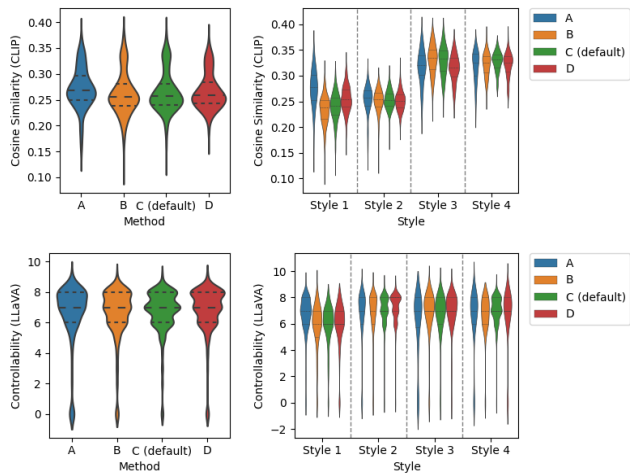 0.40
0.35
0.30
0.25
0.20
0.15
0.10
Cosine Similarity (CLIP)
A B C (default) D
Method
0.40
0.35
0.30
0.25
0.20
0.15
0.10
Cosine Similarity (CLIP)
Style 1 Style 2 Style 3 Style 4
Style
A
B
C (default)
D
10
8
6
4
2
0
Controllability (LLaVA)
A B C (default) D
Method
10
8
6
4
2
0
−2
Controllability (LLaVA)
Style 1 Style 2 Style 3 Style 4
Style
A
B
C (default)
D